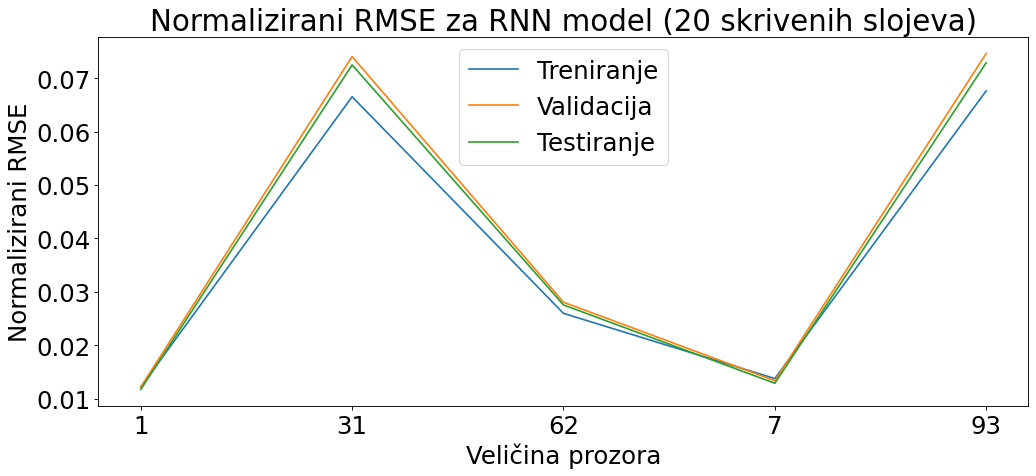 Normalizirani RMSE za RNN model (20 skrivenih slojeva)
Treniranje
Validacija
Testiranje
Normalizirani RMSE
0.07
0.06
0.05
0.04
0.03
0.02
0.01
1 31 62 7 93
Veličina prozora